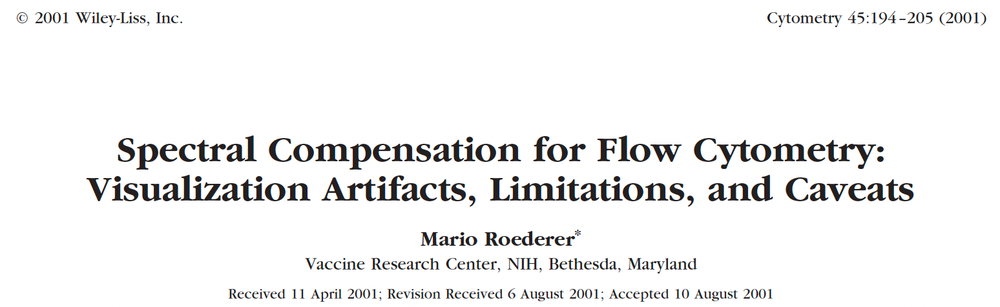 © 2001 Wiley-Liss, Inc.
Cytometry 45:194–205 (2001)
Spectral Compensation for Flow Cytometry:
Visualization Artifacts, Limitations, and Caveats
Mario Roederer*
Vaccine Research Center, NIH, Bethesda, Maryland
Received 11 April 2001; Revision Received 6 August 2001; Accepted 10 August 2001